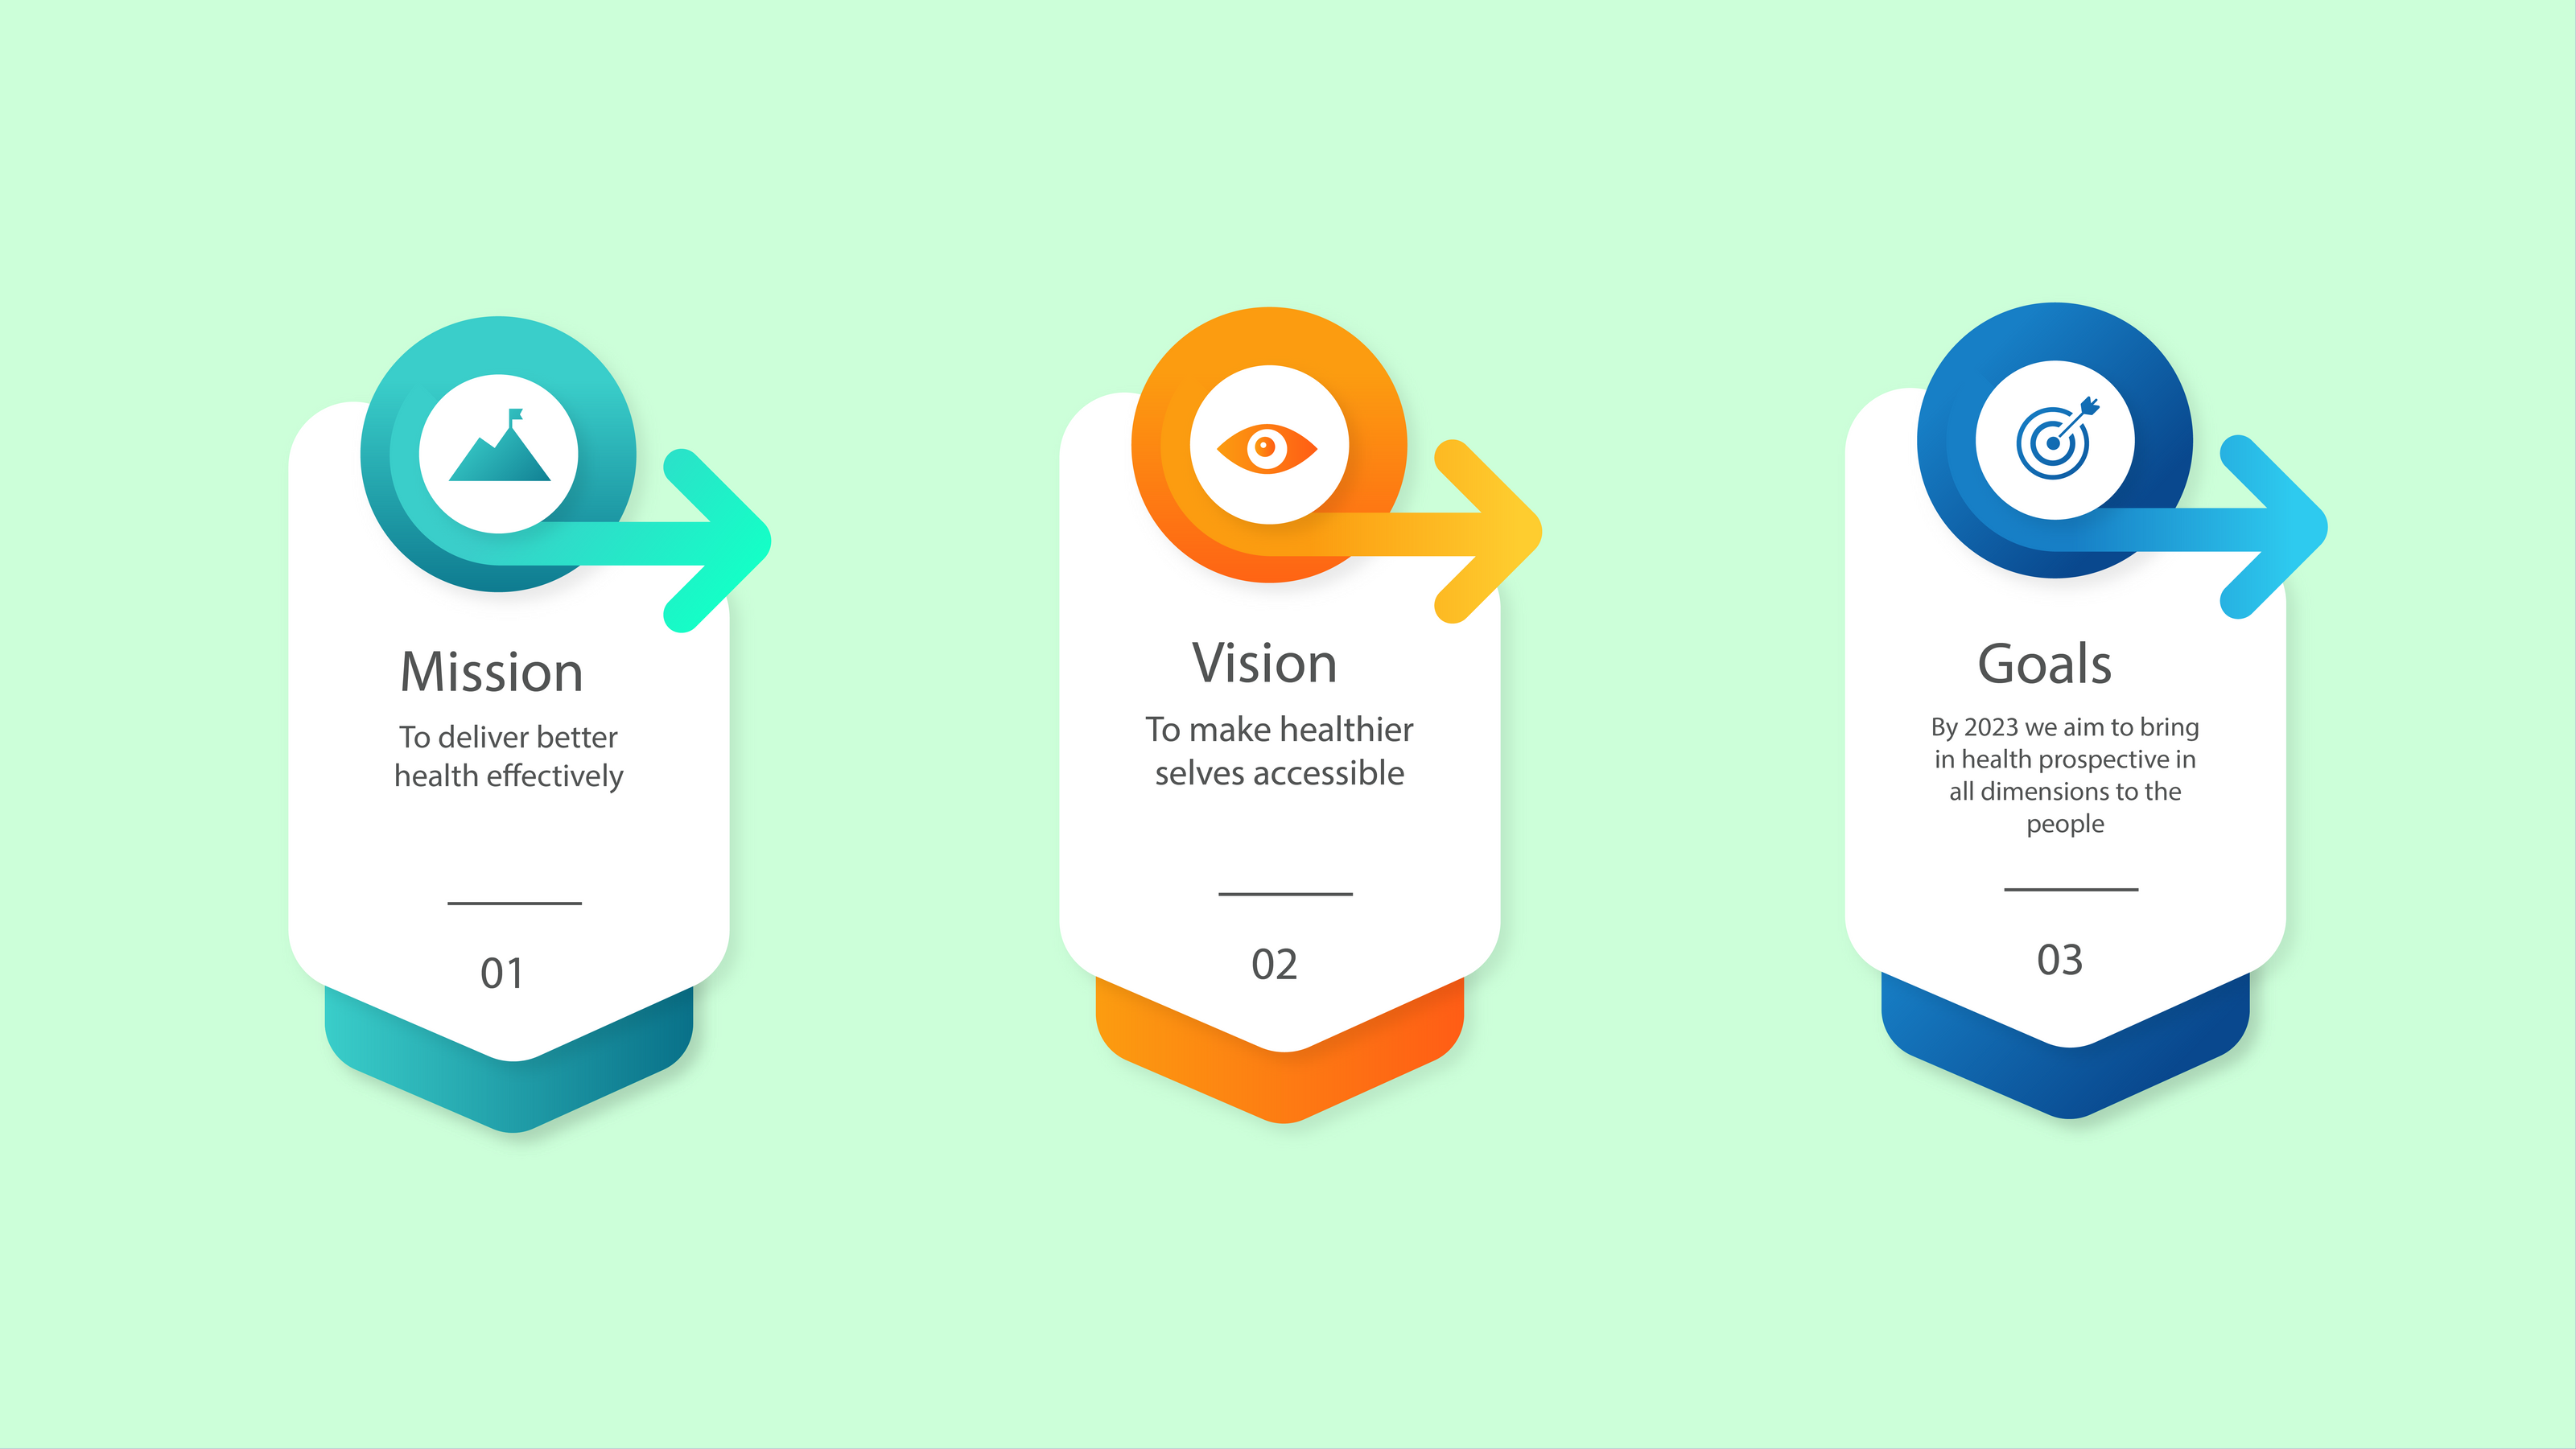 Mission
To deliver better
health effectively
01
Vision
To make healthier
selves accessible
02
Goals
By 2023 we aim to bring
in health prospective in
all dimensions to the
people
03